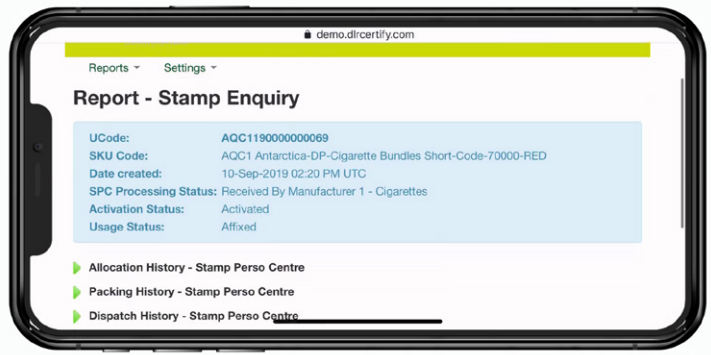 demo.dlrcertify.com
Reports Settings
Report - Stamp Enquiry
UCode: AQC1190000000069
SKU Code: AQC1 Antarctica-DP-Cigarette Bundles Short-Code-70000-RED
Date created: 10-Sep-2019 02:20 PM UTC
SPC Processing Status: Received By Manufacturer 1 - Cigarettes
Activation Status: Activated
Usage Status: Affixed
Allocation History - Stamp Perso Centre
Packing History - Stamp Perso Centre
Dispatch History - Stamp Perso Centre